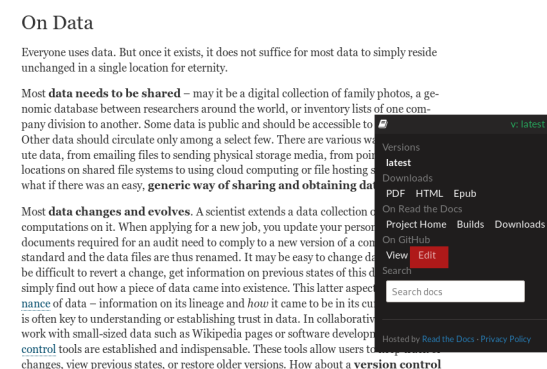 On Data
Everyone uses data. But once it exists, it does not suffice for most data to simply reside
unchanged in a single location for eternity.
Most data needs to be shared – may it be a digital collection of family photos, a ge-
nomic database between researchers around the world, or inventory lists of one com-
pany division to another. Some data is public and should be accessible to
Other data should circulate only among a select few. There are various
ute data, from emailing files to sending physical storage media, from
locations on shared file systems to using cloud computing or file hosting
what if there was an easy, generic way of sharing and obtaining
Most data changes and evolves. A scientist extends a data collection
computations on it. When applying for a new job, you update your
documents required for an audit need to comply to a new version of a
standard and the data files are thus renamed. It may be easy to change
be difficult to revert a change, get information on previous states of this
simply find out how a piece of data came into existence. This latter
nance of data – information on its lineage and how it came to be in its
is often key to understanding or establishing trust in data. In
work with small-sized data such as Wikipedia pages or software
control tools are established and indispensable. These tools allow users to
changes, view previous states, or restore older versions. How about a version control
v: latest
Versions
latest
Downloads
PDF HTML Epub
On Read the Docs
Project Home Builds Downloads
On GitHub
View Edit
Search
Search docs
Hosted by Read the Docs · Privacy Policy